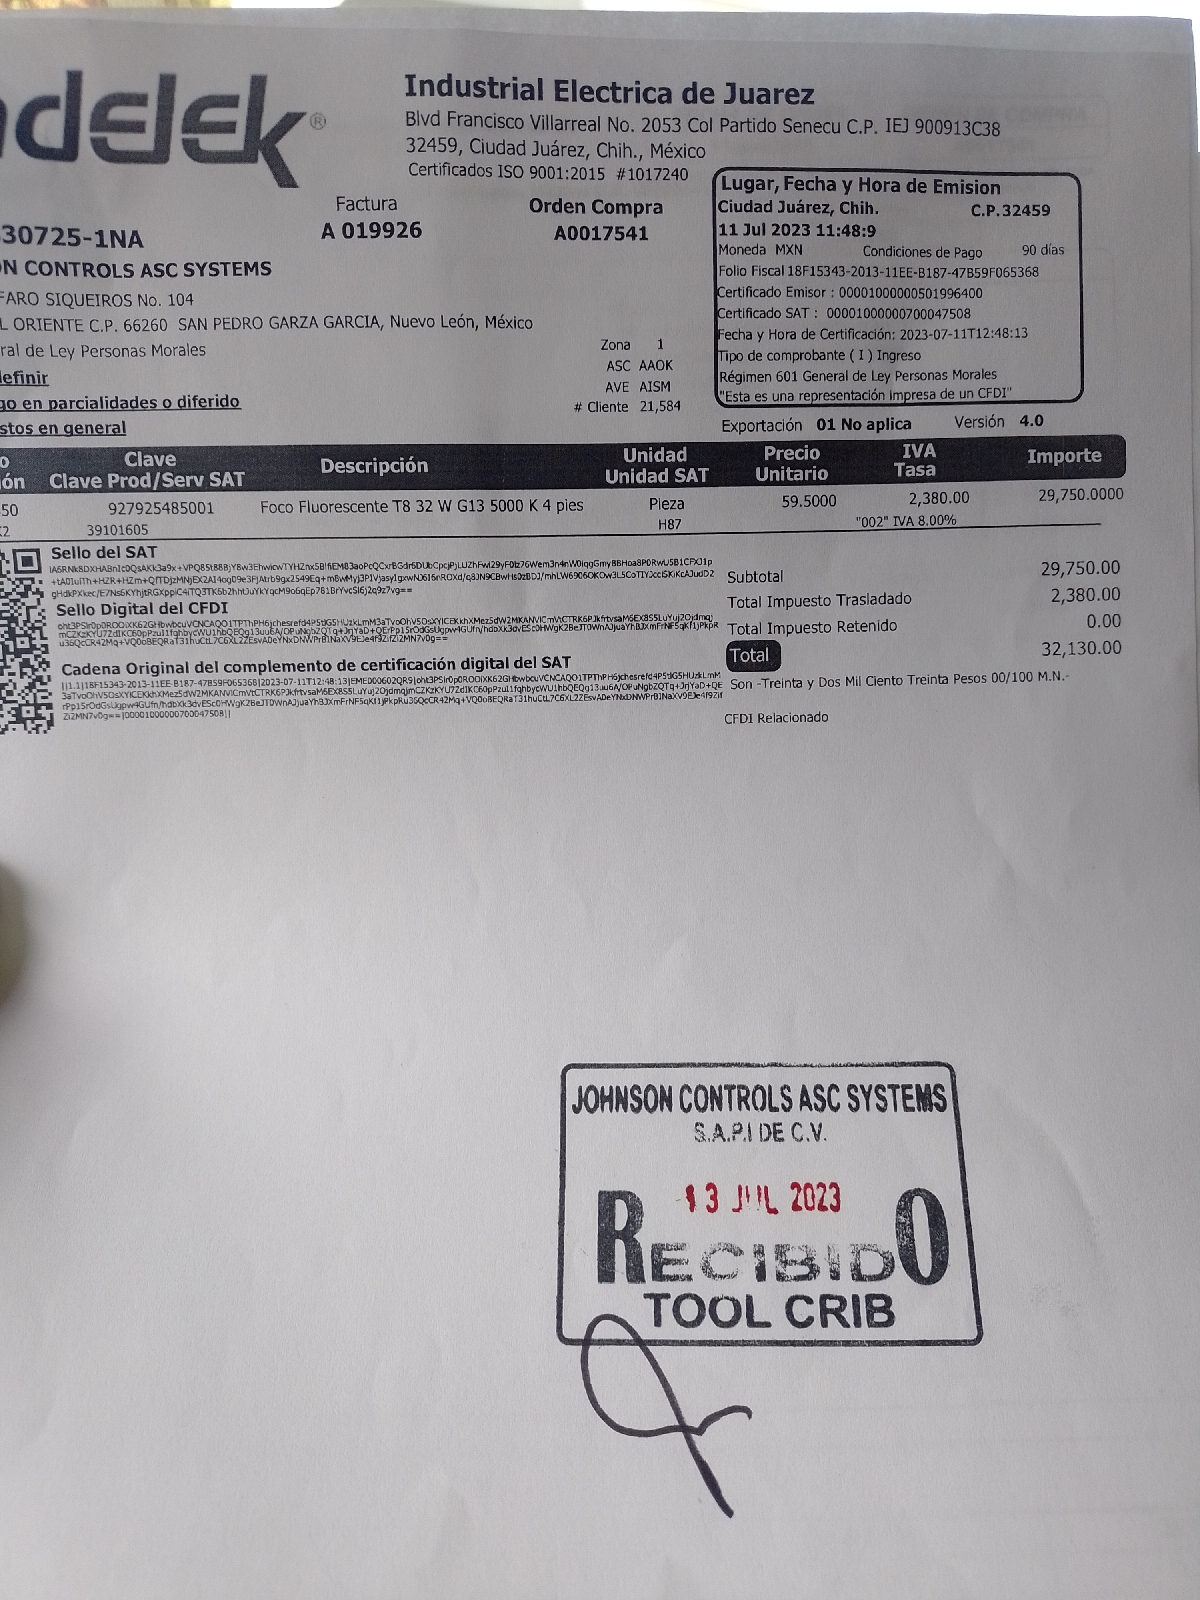 ndelek®
Industrial Electrica de Juarez
Blvd Francisco Villarreal No. 2053 Col Partido Senecu C.P. IEJ 900913C38
32459, Ciudad Juárez, Chih., México
Certificados ISO 9001:2015 #1017240
Factura
A 019926
Orden Compra
A0017541
Lugar, Fecha y Hora de Emision
Ciudad Juárez, Chih. C.P.32459
11 Jul 2023 11:48:9
Moneda MXN Condiciones de Pago 90 días
Folio Fiscal 18F15343-2013-11EE-B187-47B59F065368
Certificado Emisor : 00001000000501996400
Certificado SAT : 00001000000700047508
Fecha y Hora de Certificación: 2023-07-11T12:48:13
Tipo de comprobante ( I ) Ingreso
Régimen 601 General de Ley Personas Morales
"Esta es una representación impresa de un CFDI"
Exportación 01 No aplica Versión 4.0
30725-1NA
N CONTROLS ASC SYSTEMS
FARO SIQUEIROS No. 104
L ORIENTE C.P. 66260 SAN PEDRO GARZA GARCIA, Nuevo León, México
ral de Ley Personas Morales
efinir
go en parcialidades o diferido
stos en general
Zona 1
ASC AAOK
AVE AISM
# Cliente 21,584
o Clave Descripción Unidad Precio IVA Importe
ón Clave Prod/Serv SAT Unidad SAT Unitario Tasa
50 927925485001 Foco Fluorescente T8 32 W G13 5000 K 4 pies Pieza 59.5000 2,380.00 29,750.0000
2 39101605 H87 "002" IVA 8.00%
Sello del SAT
Sello Digital del CFDI
Cadena Original del complemento de certificación digital del SAT
Subtotal 29,750.00
Total Impuesto Trasladado 2,380.00
Total Impuesto Retenido 0.00
Total 32,130.00
Son -Treinta y Dos Mil Ciento Treinta Pesos 00/100 M.N.-
CFDI Relacionado
JOHNSON CONTROLS ASC SYSTEMS
S.A.P.I DE C.V.
13 JUL 2023
RECIBIDO
TOOL CRIB